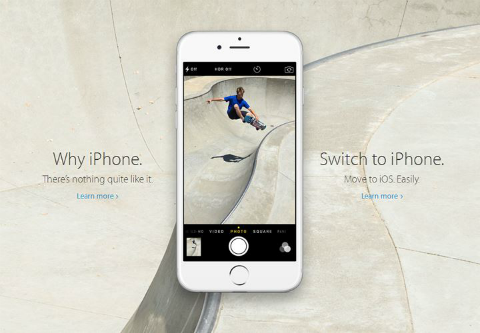 Why iPhone.
There's nothing quite like it.
Learn more ›
Switch to iPhone.
Move to iOS. Easily.
Learn more ›
HDR Off
VIDEO PHOTO SQUARE